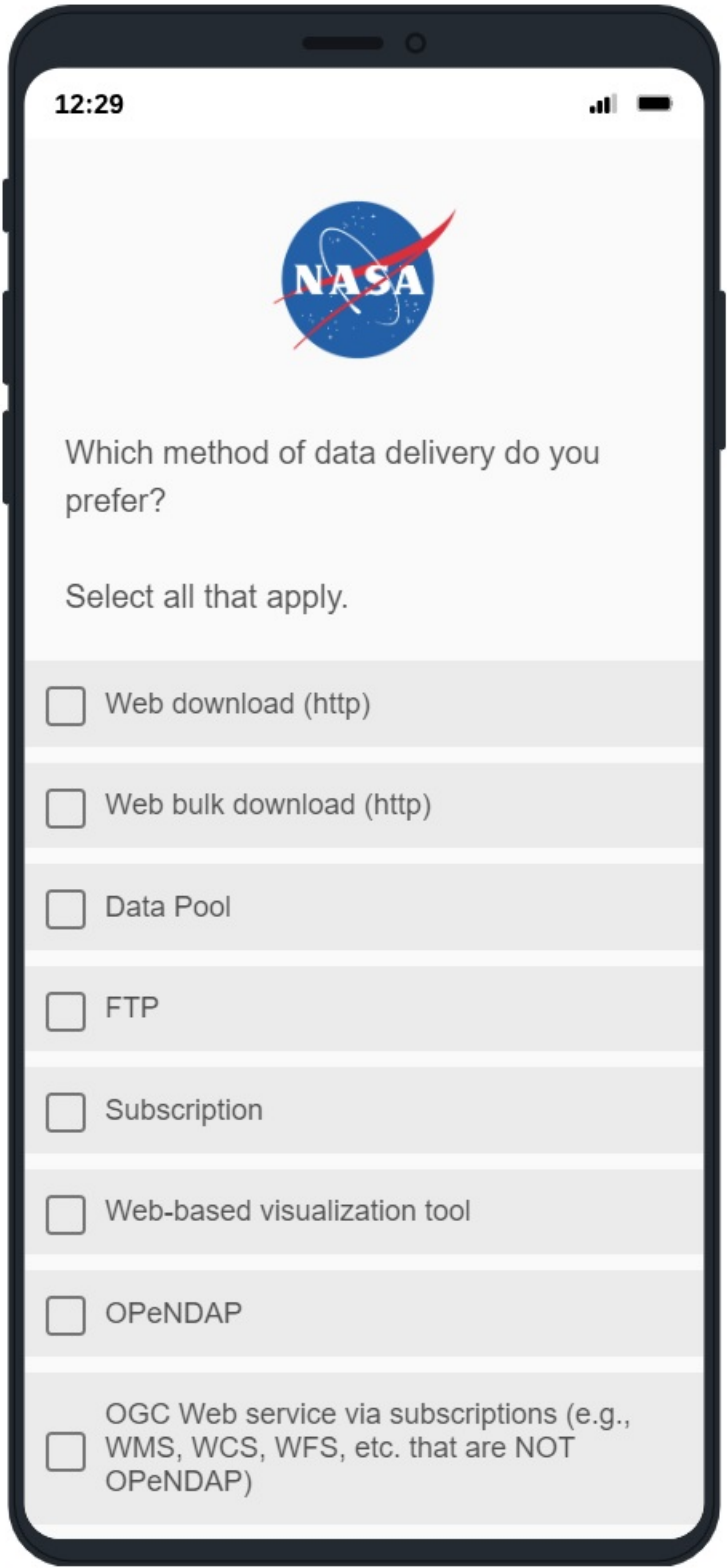 12:29
NASA
Which method of data delivery do you
prefer?
Select all that apply.
Web download (http)
Web bulk download (http)
Data Pool
FTP
Subscription
Web-based visualization tool
OPeNDAP
OGC Web service via subscriptions (e.g.,
WMS, WCS, WFS, etc. that are NOT
OPeNDAP)